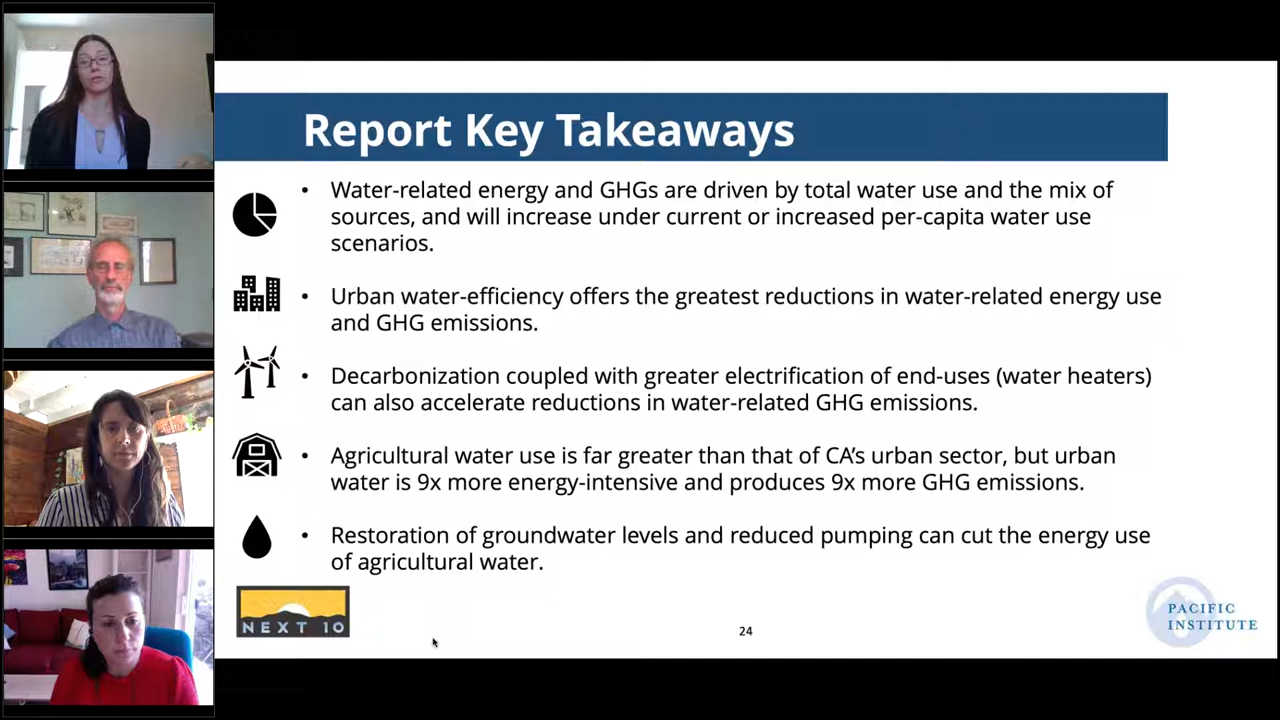 Report Key Takeaways
• Water-related energy and GHGs are driven by total water use and the mix of
sources, and will increase under current or increased per-capita water use
scenarios.
• Urban water-efficiency offers the greatest reductions in water-related energy use
and GHG emissions.
• Decarbonization coupled with greater electrification of end-uses (water heaters)
can also accelerate reductions in water-related GHG emissions.
• Agricultural water use is far greater than that of CA's urban sector, but urban
water is 9x more energy-intensive and produces 9x more GHG emissions.
• Restoration of groundwater levels and reduced pumping can cut the energy use
of agricultural water.
NEXT 10
24
PACIFIC
INSTITUTE